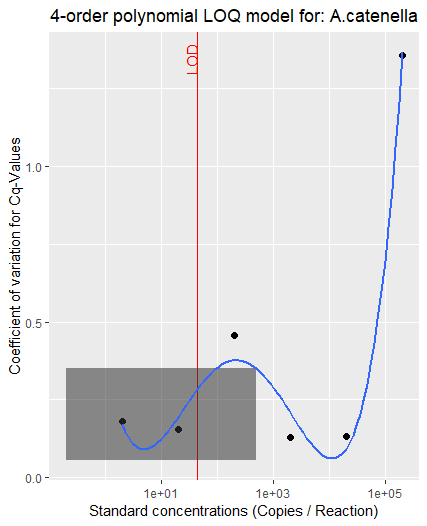 4-order polynomial LOQ model for: A.catenella
LOD
Coefficient of variation for Cq-Values
1.0
0.5
0.0
1e+01 1e+03 1e+05
Standard concentrations (Copies / Reaction)